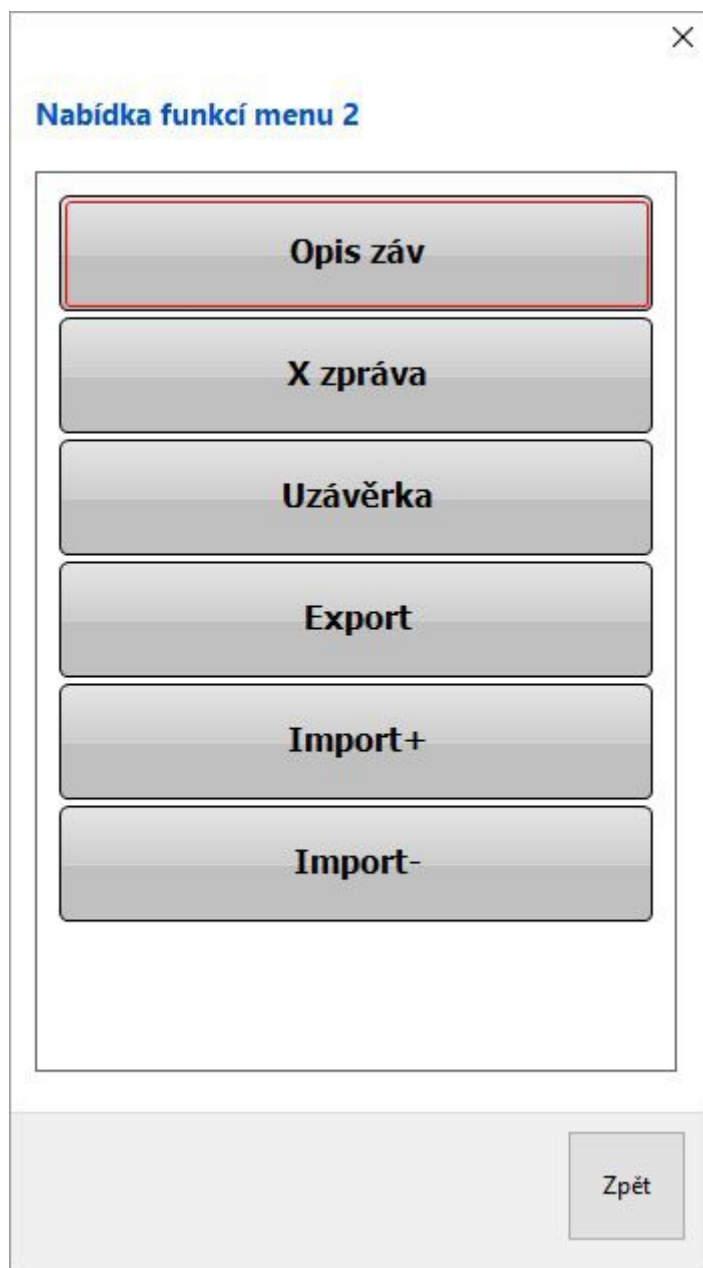 Nabídka funkcí menu 2
Opis záv
X zpráva
Uzávěrka
Export
Import+
Import-
Zpět